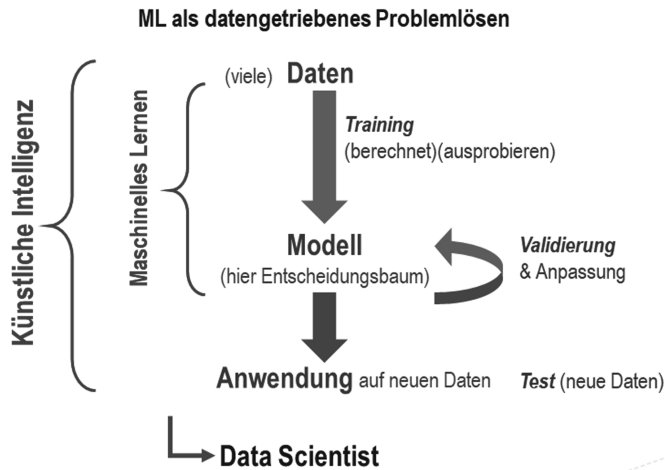 ML als datengetriebenes Problemlösen
Künstliche Intelligenz
Maschinelles Lernen
(viele) Daten
Training
(berechnet)(ausprobieren)
Modell
(hier Entscheidungsbaum)
Validierung
& Anpassung
Anwendung auf neuen Daten
Test (neue Daten)
Data Scientist